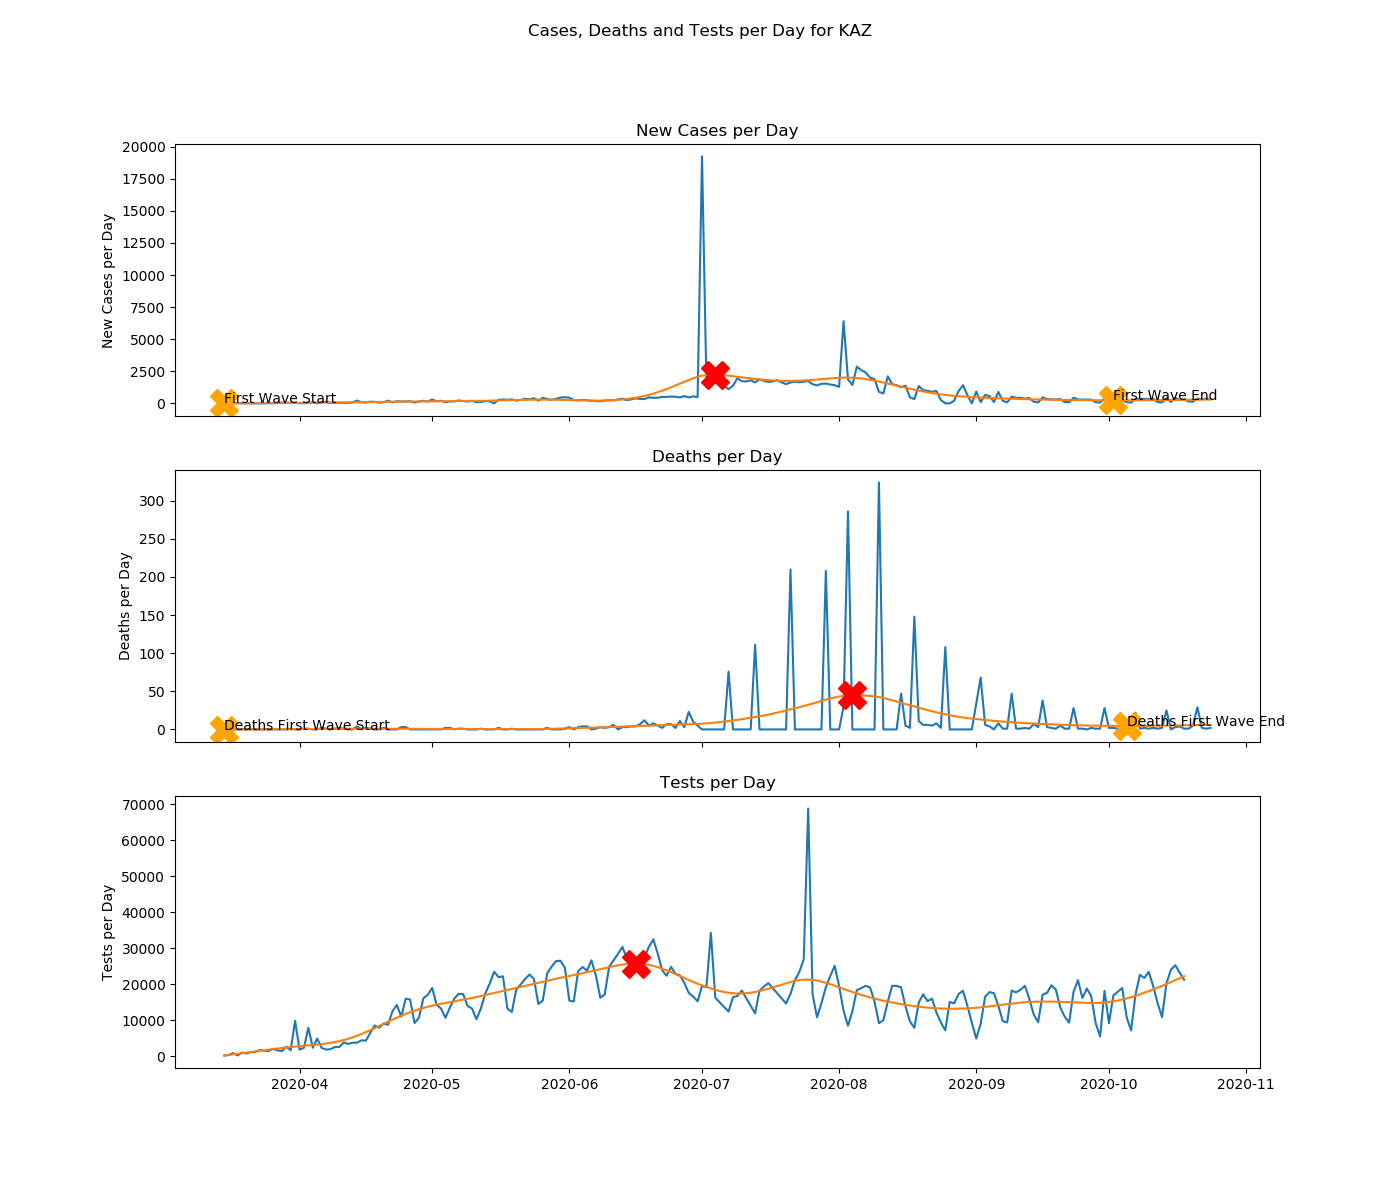 Cases, Deaths and Tests per Day for KAZ
New Cases per Day
New Cases per Day
20000
17500
15000
12500
10000
7500
5000
2500
0
First Wave Start
First Wave End
Deaths per Day
Deaths per Day
300
250
200
150
100
50
0
Deaths First Wave Start
Deaths First Wave End
Tests per Day
Tests per Day
70000
60000
50000
40000
30000
20000
10000
0
2020-04
2020-05
2020-06
2020-07
2020-08
2020-09
2020-10
2020-11